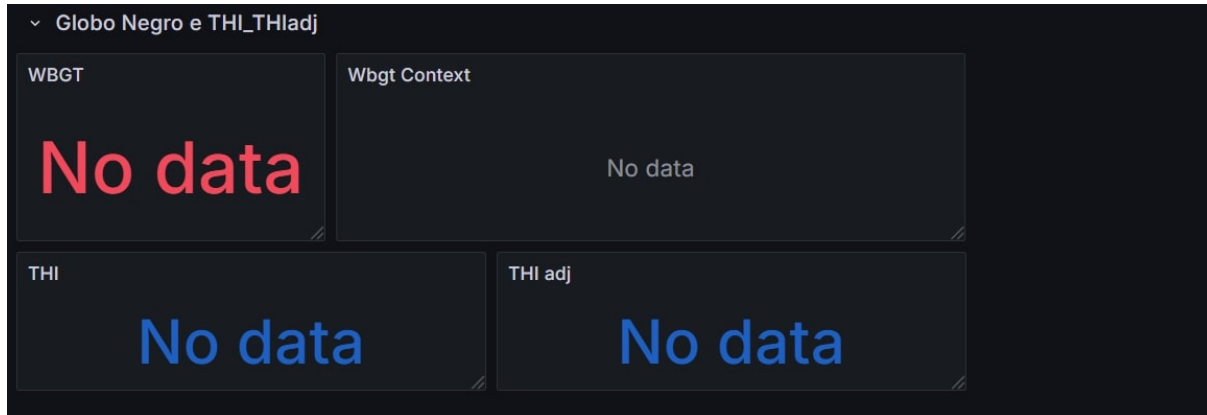 Globo Negro e THI_THIadj
WBGT
No data
Wbgt Context
No data
THI
No data
THI adj
No data